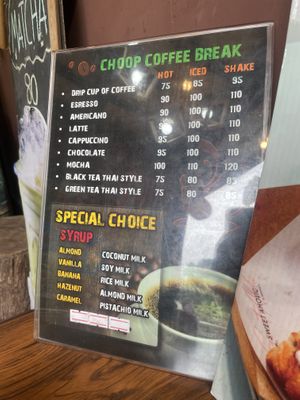 MATCHA
80
CHOOP COFFEE BREAK
HOT ICED SHAKE
• DRIP CUP OF COFFEE 75 85 95
• ESPRESSO 90 100 110
• AMERICANO 90 100 110
• LATTE 95 100 110
• CAPPUCCINO 95 100 110
• CHOCOLATE 95 100 110
• MOCHA 100 110 120
• BLACK TEA THAI STYLE 75 80 85
• GREEN TEA THAI STYLE 75 80 85
SPECIAL CHOICE
SYRUP
ALMOND COCONUT MILK
VANILLA SOY MILK
BANANA RICE MILK
HAZENUT ALMOND MILK
CARAMEL PISTACHIO MILK